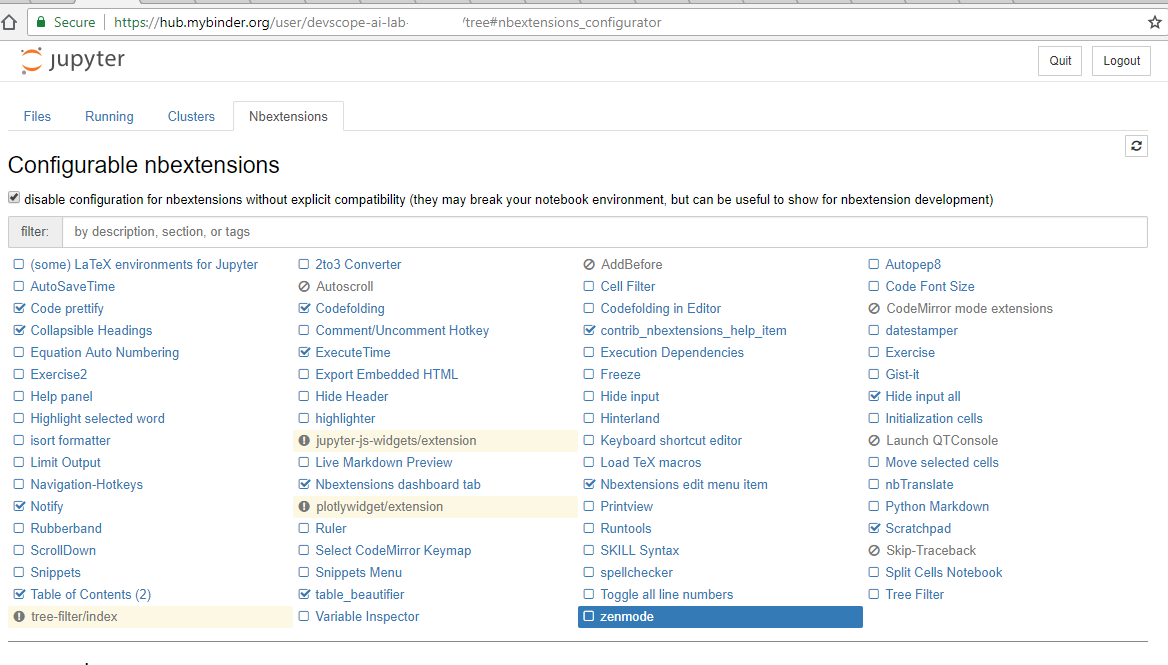 Secure https://hub.mybinder.org/user/devscope-ai-lab- /tree#nbextensions_configurator
jupyter Quit Logout
Files Running Clusters Nbextensions
Configurable nbextensions
disable configuration for nbextensions without explicit compatibility (they may break your notebook environment, but can be useful to show for nbextension development)
filter: by description, section, or tags
(some) LaTeX environments for Jupyter 2to3 Converter AddBefore Autopep8
AutoSaveTime Autoscroll Cell Filter Code Font Size
Code prettify Codefolding Codefolding in Editor CodeMirror mode extensions
Collapsible Headings Comment/Uncomment Hotkey contrib_nbextensions_help_item datestamper
Equation Auto Numbering ExecuteTime Execution Dependencies Exercise
Exercise2 Export Embedded HTML Freeze Gist-it
Help panel Hide Header Hide input Hide input all
Highlight selected word highlighter Hinterland Initialization cells
isort formatter jupyter-js-widgets/extension Keyboard shortcut editor Launch QTConsole
Limit Output Live Markdown Preview Load TeX macros Move selected cells
Navigation-Hotkeys Nbextensions dashboard tab Nbextensions edit menu item nbTranslate
Notify plotlywidget/extension Printview Python Markdown
Rubberband Ruler Runtools Scratchpad
ScrollDown Select CodeMirror Keymap SKILL Syntax Skip-Traceback
Snippets Snippets Menu spellchecker Split Cells Notebook
Table of Contents (2) table_beautifier Toggle all line numbers Tree Filter
tree-filter/index Variable Inspector zenmode